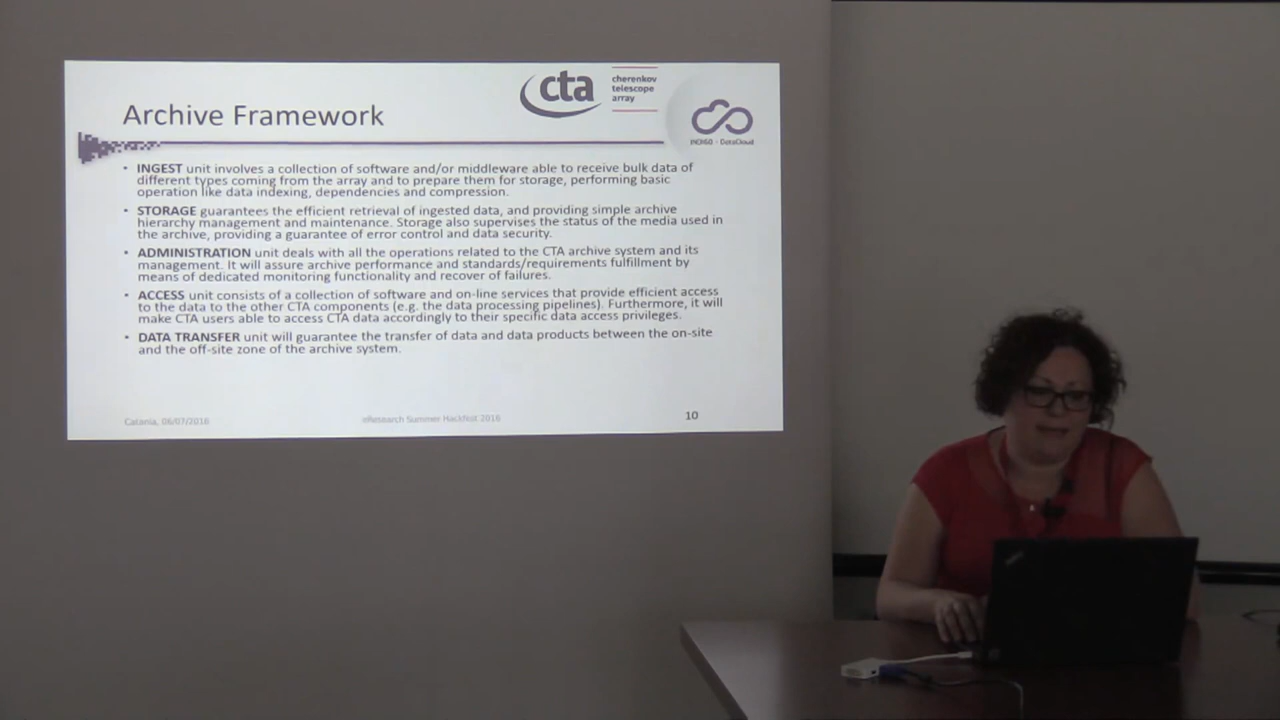 cta
cherenkov
telescope
array
Archive Framework
INDIGO - DataCloud
• INGEST unit involves a collection of software and/or middleware able to receive bulk data of
different types coming from the array and to prepare them for storage, performing basic
operation like data indexing, dependencies and compression.
• STORAGE guarantees the efficient retrieval of ingested data, and providing simple archive
hierarchy management and maintenance. Storage also supervises the status of the media used in
the archive, providing a guarantee of error control and data security.
• ADMINISTRATION unit deals with all the operations related to the CTA archive system and its
management. It will assure archive performance and standards/requirements fulfillment by
means of dedicated monitoring functionality and recover of failures.
• ACCESS unit consists of a collection of software and on-line services that provide efficient access
to the data to the other CTA components (e.g. the data processing pipelines). Furthermore, it will
make CTA users able to access CTA data accordingly to their specific data access privileges.
• DATA TRANSFER unit will guarantee the transfer of data and data products between the on-site
and the off-site zone of the archive system.
Catania, 06/07/2016
eResearch Summer Hackfest 2016
10